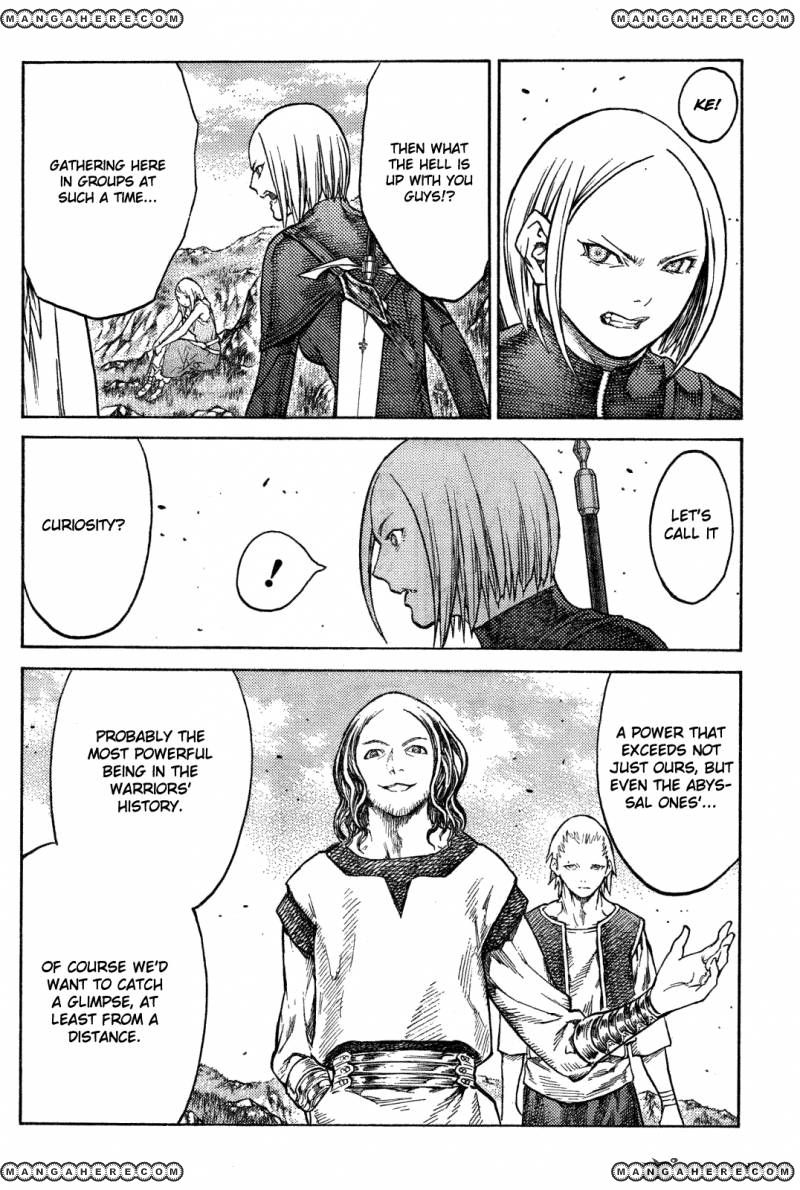 MANGAHERE.COM
MANGAHERE.COM
KE!
THEN WHAT
THE HELL IS
UP WITH YOU
GUYS!?
GATHERING HERE
IN GROUPS AT
SUCH A TIME...
LET'S
CALL IT
!
CURIOSITY?
A POWER THAT
EXCEEDS NOT
JUST OURS, BUT
EVEN THE ABYS-
SAL ONES'...
PROBABLY THE
MOST POWERFUL
BEING IN THE
WARRIORS'
HISTORY.
OF COURSE WE'D
WANT TO CATCH
A GLIMPSE, AT
LEAST FROM A
DISTANCE.
MANGAHERE.COM
MANGAHERE.COM